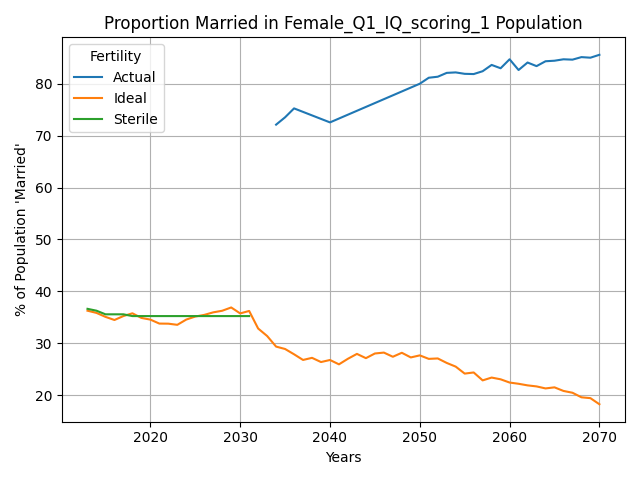 Proportion Married in Female_Q1_IQ_scoring_1 Population
Fertility
Actual
Ideal
Sterile
% of Population 'Married'
80
70
60
50
40
30
20
2020
2030
2040
2050
2060
2070
Years